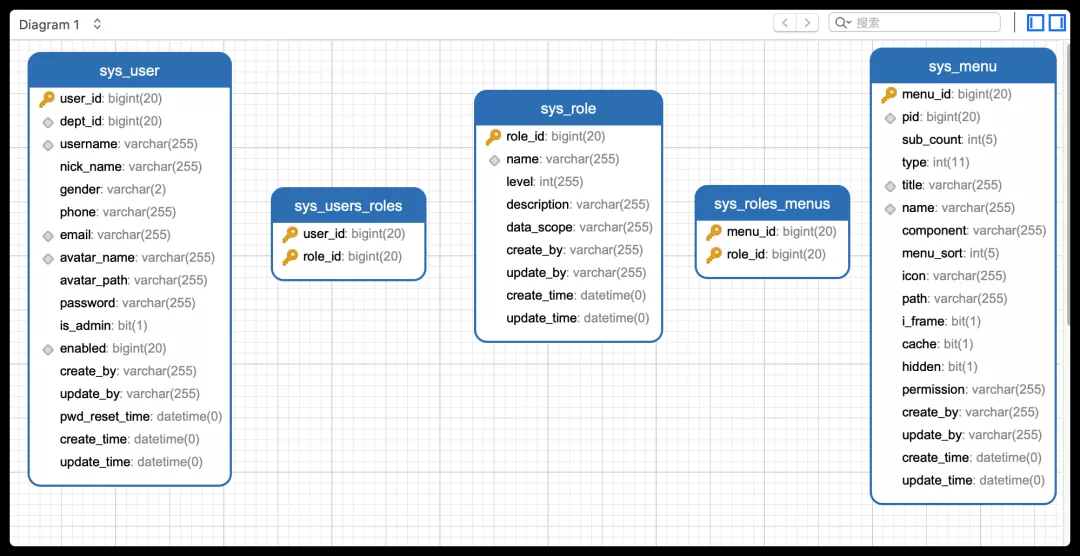 Diagram 1
搜索
sys_user
user_id: bigint(20)
dept_id: bigint(20)
username: varchar(255)
nick_name: varchar(255)
gender: varchar(2)
phone: varchar(255)
email: varchar(255)
avatar_name: varchar(255)
avatar_path: varchar(255)
password: varchar(255)
is_admin: bit(1)
enabled: bigint(20)
create_by: varchar(255)
update_by: varchar(255)
pwd_reset_time: datetime(0)
create_time: datetime(0)
update_time: datetime(0)
sys_users_roles
user_id: bigint(20)
role_id: bigint(20)
sys_role
role_id: bigint(20)
name: varchar(255)
level: int(255)
description: varchar(255)
data_scope: varchar(255)
create_by: varchar(255)
update_by: varchar(255)
create_time: datetime(0)
update_time: datetime(0)
sys_roles_menus
menu_id: bigint(20)
role_id: bigint(20)
sys_menu
menu_id: bigint(20)
pid: bigint(20)
sub_count: int(5)
type: int(11)
title: varchar(255)
name: varchar(255)
component: varchar(255)
menu_sort: int(5)
icon: varchar(255)
path: varchar(255)
i_frame: bit(1)
cache: bit(1)
hidden: bit(1)
permission: varchar(255)
create_by: varchar(255)
update_by: varchar(255)
create_time: datetime(0)
update_time: datetime(0)